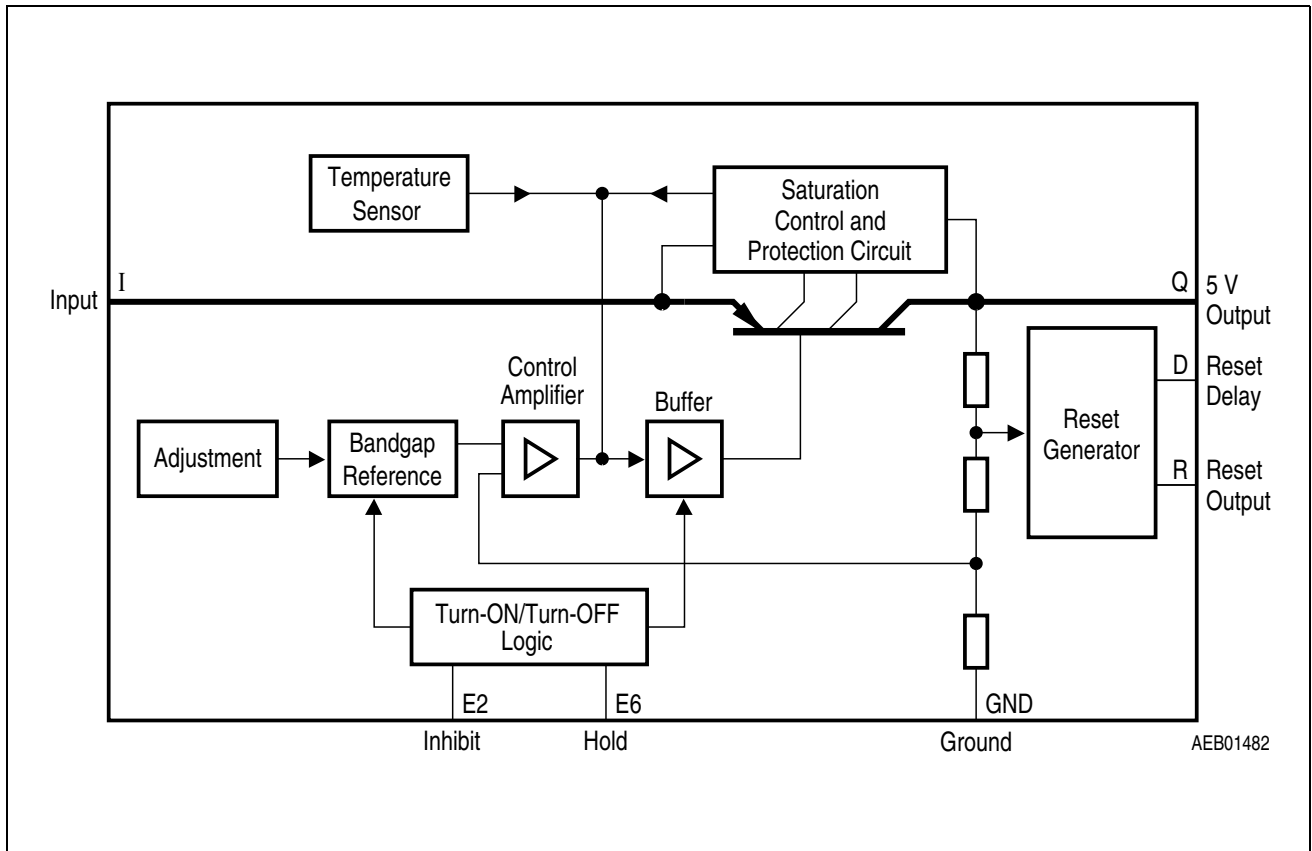 Temperature
Sensor
Saturation
Control and
Protection Circuit
Input
I
Q
5 V
Output
Control
Amplifier
Buffer
D
Reset
Delay
Reset
Generator
Adjustment
Bandgap
Reference
R
Reset
Output
Turn-ON/Turn-OFF
Logic
E2
E6
GND
Inhibit
Hold
Ground
AEB01482